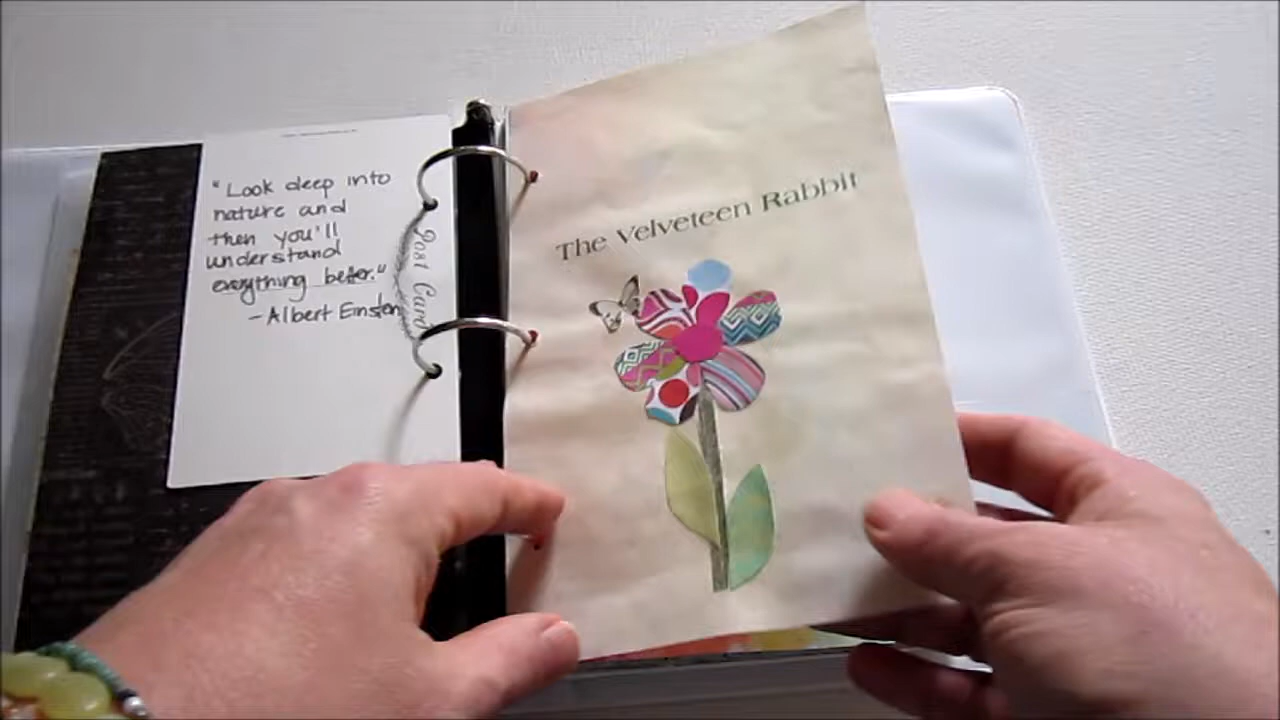 "Look deep into
nature and
then you'll
understand
everything better."
- Albert Einstein
Post Card
The Velveteen Rabbit